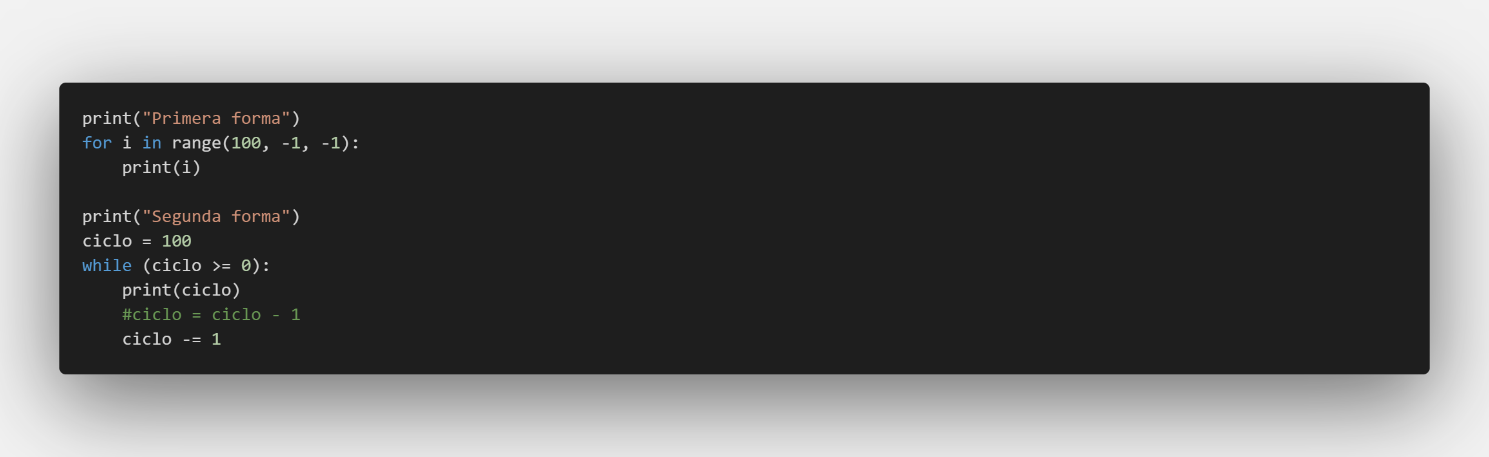 print("Primera forma")
for i in range(100, -1, -1):
    print(i)

print("Segunda forma")
ciclo = 100
while (ciclo >= 0):
    print(ciclo)
    #ciclo = ciclo - 1
    ciclo -= 1